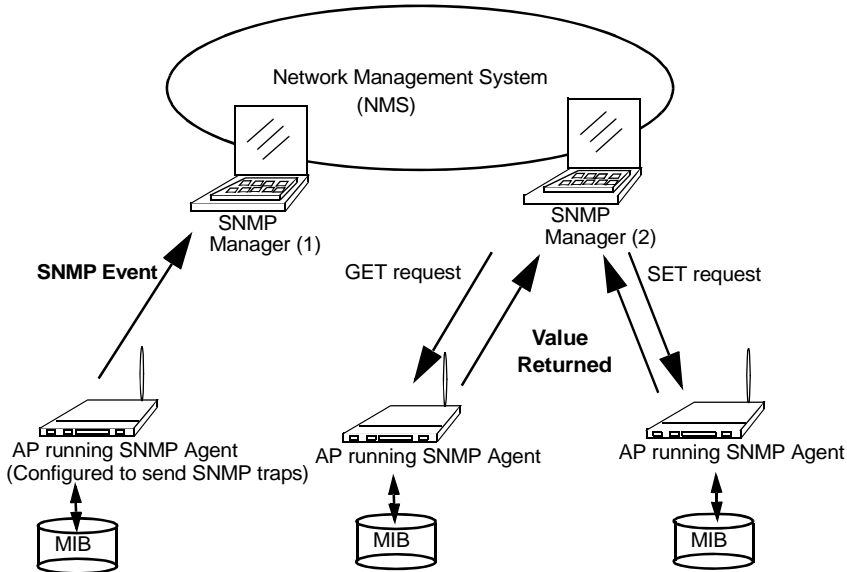 Network Management System
(NMS)
SNMP
Manager (1)
SNMP
Manager (2)
SNMP Event
GET request
SET request
Value
Returned
AP running SNMP Agent
(Configured to send SNMP traps)
AP running SNMP Agent
AP running SNMP Agent
MIB
MIB
MIB